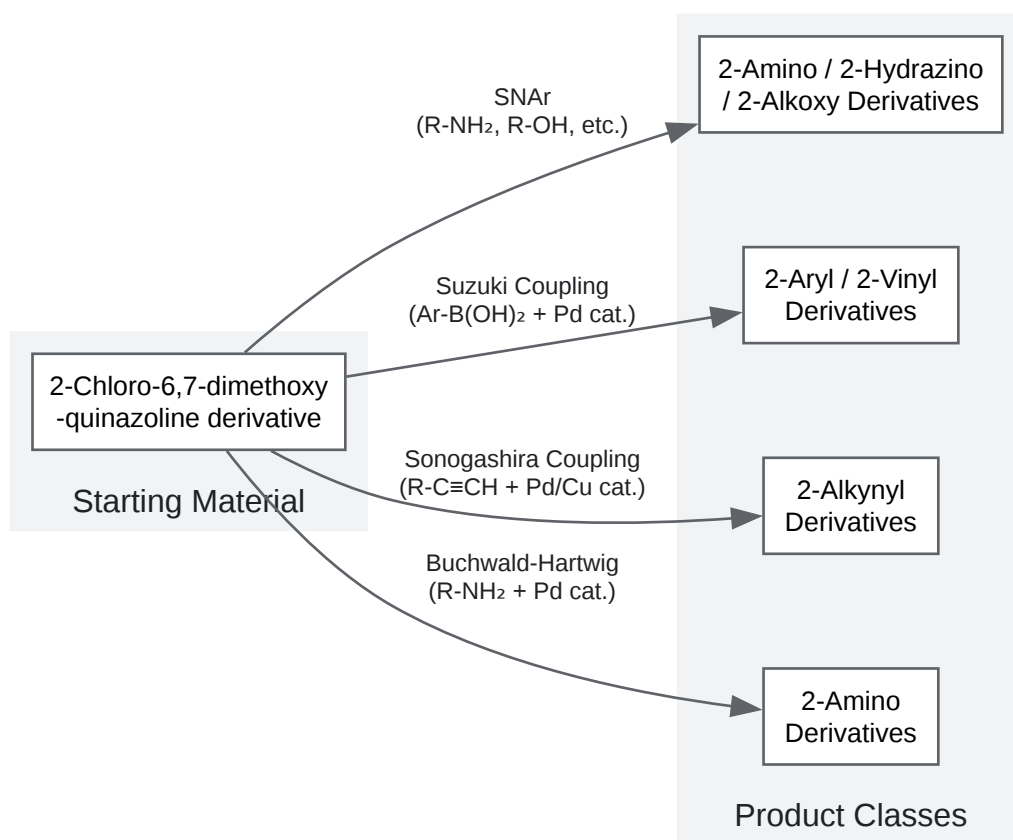 2-Amino / 2-Hydrazino
/ 2-Alkoxy Derivatives
SNAr
(R-NH₂, R-OH, etc.)
2-Aryl / 2-Vinyl
Derivatives
Suzuki Coupling
(Ar-B(OH)₂ + Pd cat.)
2-Chloro-6,7-dimethoxy
-quinazoline derivative
Starting Material
Sonogashira Coupling
(R-C≡CH + Pd/Cu cat.)
2-Alkynyl
Derivatives
Buchwald-Hartwig
(R-NH₂ + Pd cat.)
2-Amino
Derivatives
Product Classes